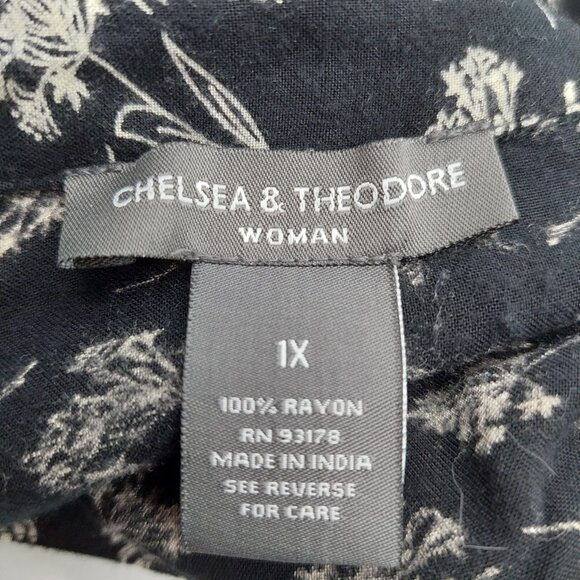 CHELSEA & THEODORE
WOMAN
1X
100% RAYON
RN 93178
MADE IN INDIA
SEE REVERSE
FOR CARE